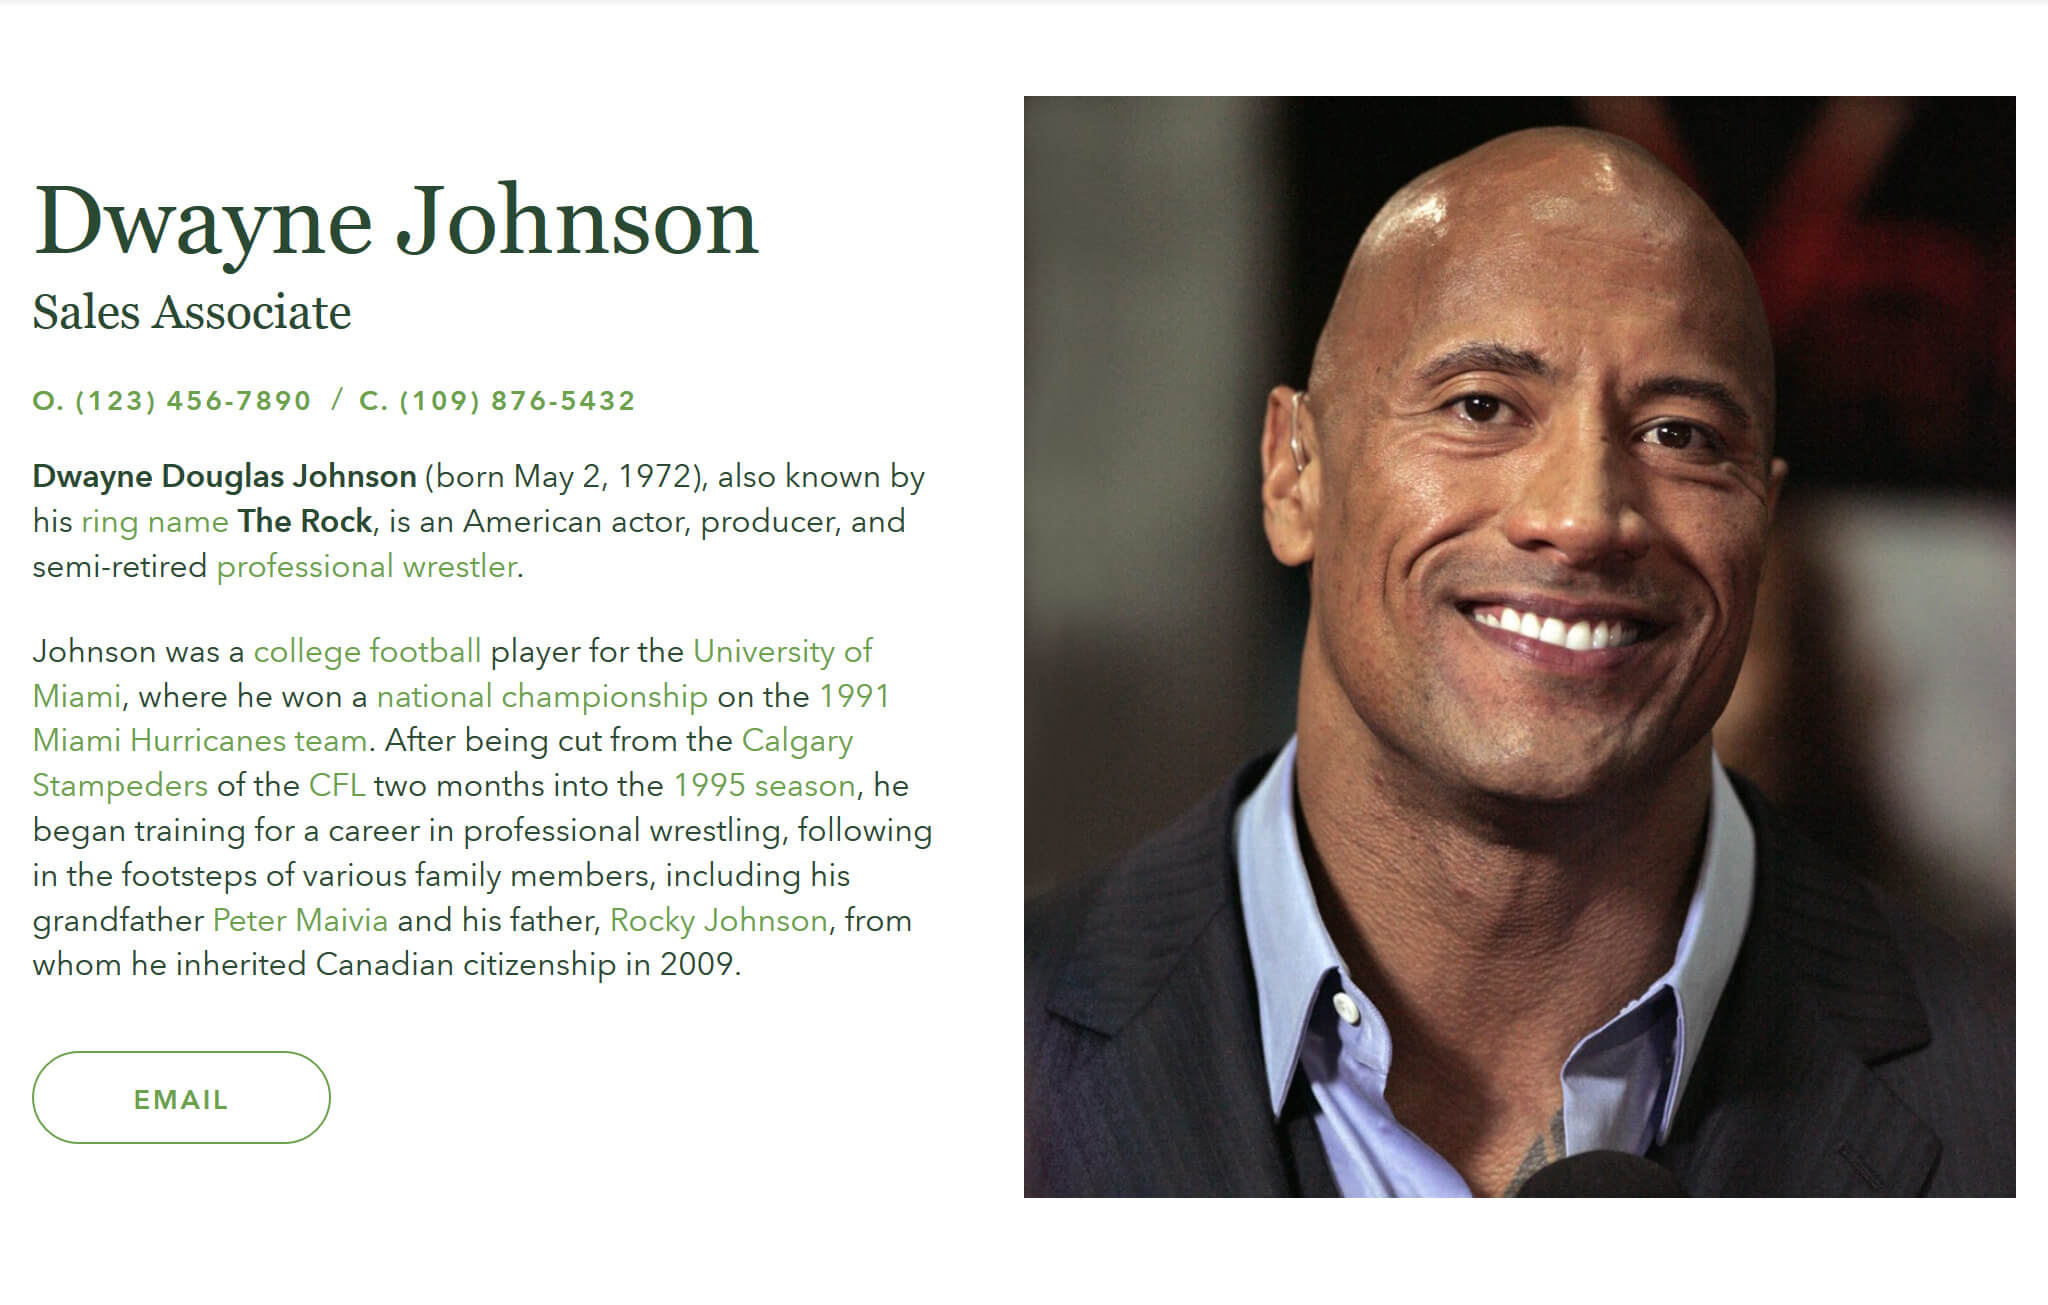 Dwayne Johnson
Sales Associate
O. (123) 456-7890 / C. (109) 876-5432
Dwayne Douglas Johnson (born May 2, 1972), also known by
his ring name The Rock, is an American actor, producer, and
semi-retired professional wrestler.
Johnson was a college football player for the University of
Miami, where he won a national championship on the 1991
Miami Hurricanes team. After being cut from the Calgary
Stampeders of the CFL two months into the 1995 season, he
began training for a career in professional wrestling, following
in the footsteps of various family members, including his
grandfather Peter Maivia and his father, Rocky Johnson, from
whom he inherited Canadian citizenship in 2009.
EMAIL